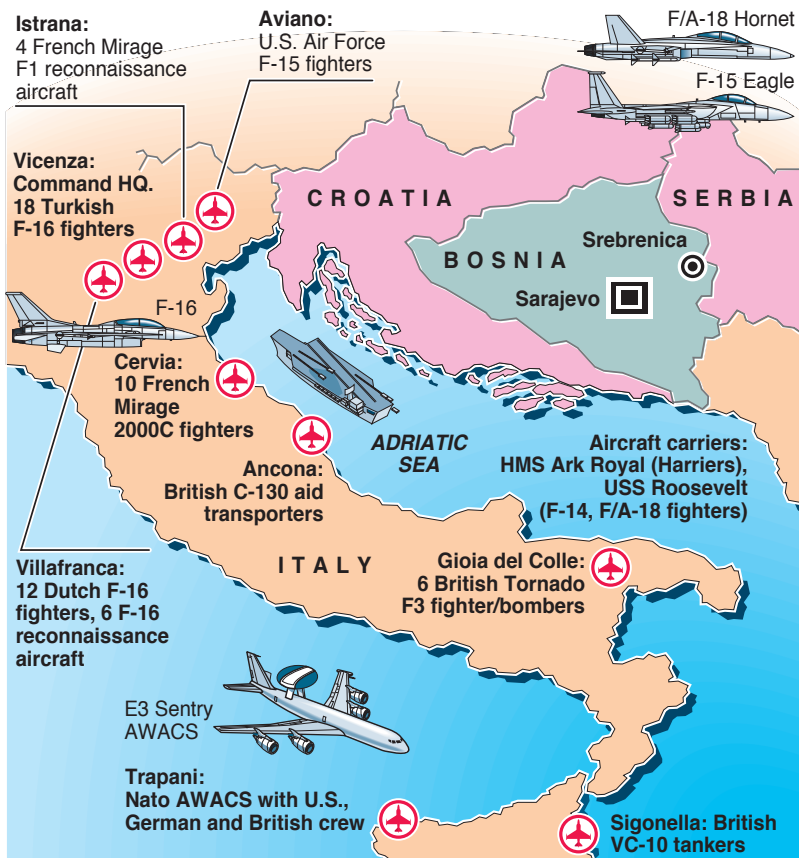 Istrana:
4 French Mirage
F1 reconnaissance
aircraft
Aviano:
U.S. Air Force
F-15 fighters
F/A-18 Hornet
F-15 Eagle
Vicenza:
Command HQ.
18 Turkish
F-16 fighters
CROATIA
SERBIA
BOSNIA
Srebrenica
Sarajevo
F-16
Cervia:
10 French
Mirage
2000C fighters
Ancona:
British C-130 aid
transporters
ADRIATIC
SEA
Aircraft carriers:
HMS Ark Royal (Harriers),
USS Roosevelt
(F-14, F/A-18 fighters)
ITALY
Gioia del Colle:
6 British Tornado
F3 fighter/bombers
Villafranca:
12 Dutch F-16
fighters, 6 F-16
reconnaissance
aircraft
E3 Sentry
AWACS
Trapani:
Nato AWACS with U.S.,
German and British crew
Sigonella: British
VC-10 tankers